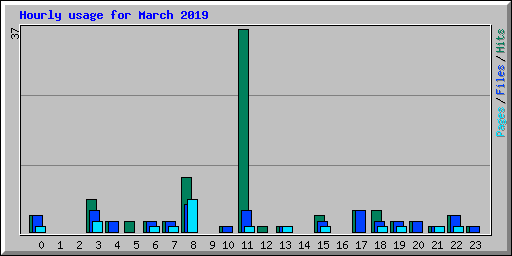 Hourly usage for March 2019
37
Pages/Files/Hits
0 1 2 3 4 5 6 7 8 9 10 11 12 13 14 15 16 17 18 19 20 21 22 23